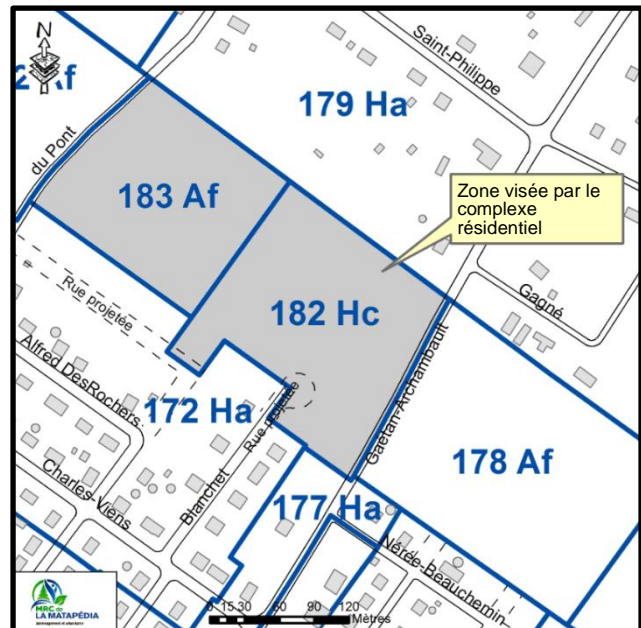 N
Saint-Philippe
2 Af
179 Ha
du Pont
183 Af
Zone visée par le
complexe
résidentiel
Rue projetée
182 Hc
Gagné
Alfred DesRochers
172 Ha
Rue projetée
Gaétan-Archambault
178 Af
Charles-Viens
Blanchet
177 Ha
Nérée-Beauchemin
MRC de
LA MATAPÉDIA
0 15 30 60 90 120
Mètres